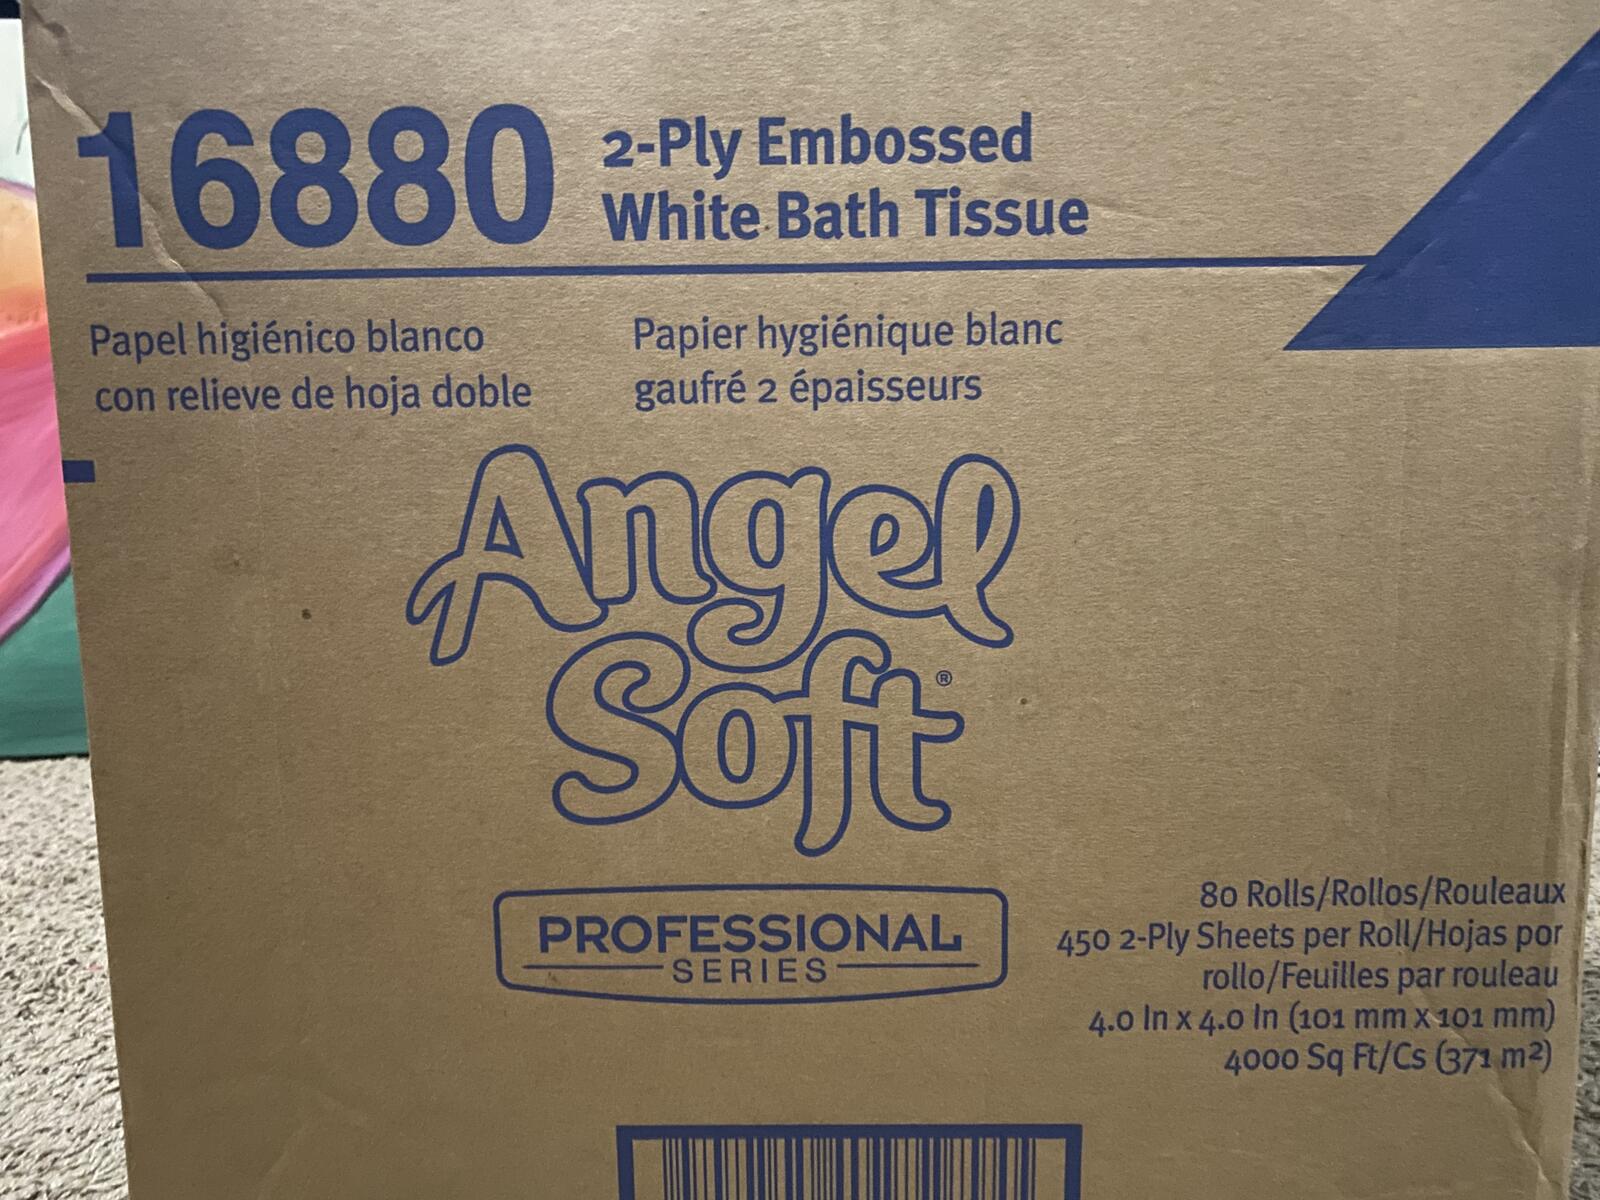 16880
2-Ply Embossed
White Bath Tissue
Papel higiénico blanco
con relieve de hoja doble
Papier hygiénique blanc
gaufré 2 épaisseurs
Angel
Soft®
PROFESSIONAL
SERIES
80 Rolls/Rollos/Rouleaux
450 2-Ply Sheets per Roll/Hojas por
rollo/Feuilles par rouleau
4.0 In x 4.0 In (101 mm x 101 mm)
4000 Sq Ft/Cs (371 m²)